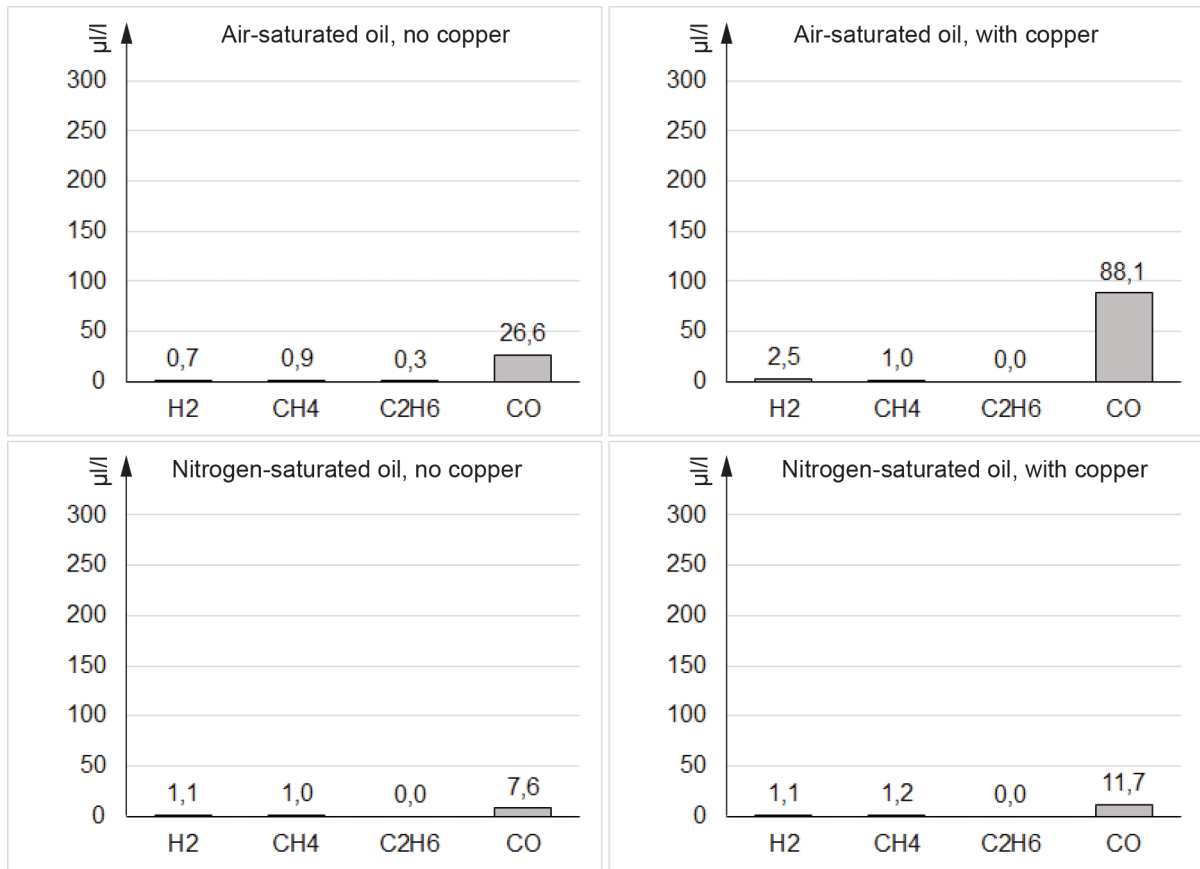 µl/l
Air-saturated oil, no copper
300
250
200
150
100
50
0
0,7
0,9
0,3
26,6
H2
CH4
C2H6
CO
µl/l
Air-saturated oil, with copper
300
250
200
150
100
50
0
2,5
1,0
0,0
88,1
H2
CH4
C2H6
CO
µl/l
Nitrogen-saturated oil, no copper
300
250
200
150
100
50
0
1,1
1,0
0,0
7,6
H2
CH4
C2H6
CO
µl/l
Nitrogen-saturated oil, with copper
300
250
200
150
100
50
0
1,1
1,2
0,0
11,7
H2
CH4
C2H6
CO